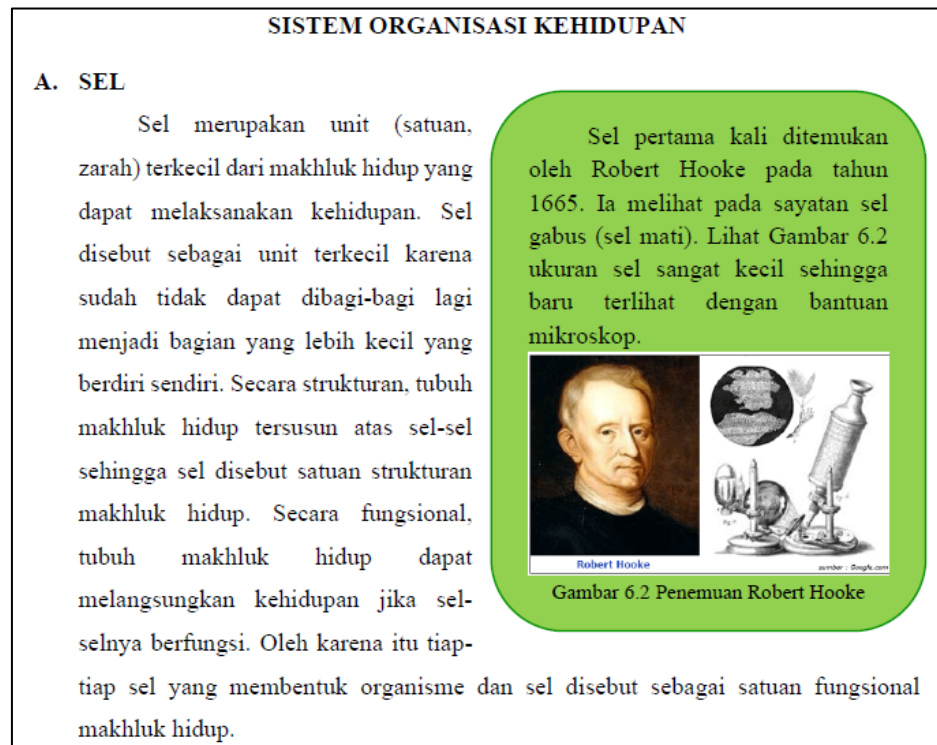 SISTEM ORGANISASI KEHIDUPAN
A. SEL
Sel merupakan unit (satuan,
zarah) terkecil dari makhluk hidup yang
dapat melaksanakan kehidupan. Sel
disebut sebagai unit terkecil karena
sudah tidak dapat dibagi-bagi lagi
menjadi bagian yang lebih kecil yang
berdiri sendiri. Secara strukturan, tubuh
makhluk hidup tersusun atas sel-sel
sehingga sel disebut satuan strukturan
makhluk hidup. Secara fungsional,
tubuh makhluk hidup dapat
melangsungkan kehidupan jika sel-
selnya berfungsi. Oleh karena itu tiap-
tiap sel yang membentuk organisme dan sel disebut sebagai satuan fungsional
makhluk hidup.
Sel pertama kali ditemukan
oleh Robert Hooke pada tahun
1665. Ia melihat pada sayatan sel
gabus (sel mati). Lihat Gambar 6.2
ukuran sel sangat kecil sehingga
baru terlihat dengan bantuan
mikroskop.
Robert Hooke
sumber : Google.com
Gambar 6.2 Penemuan Robert Hooke